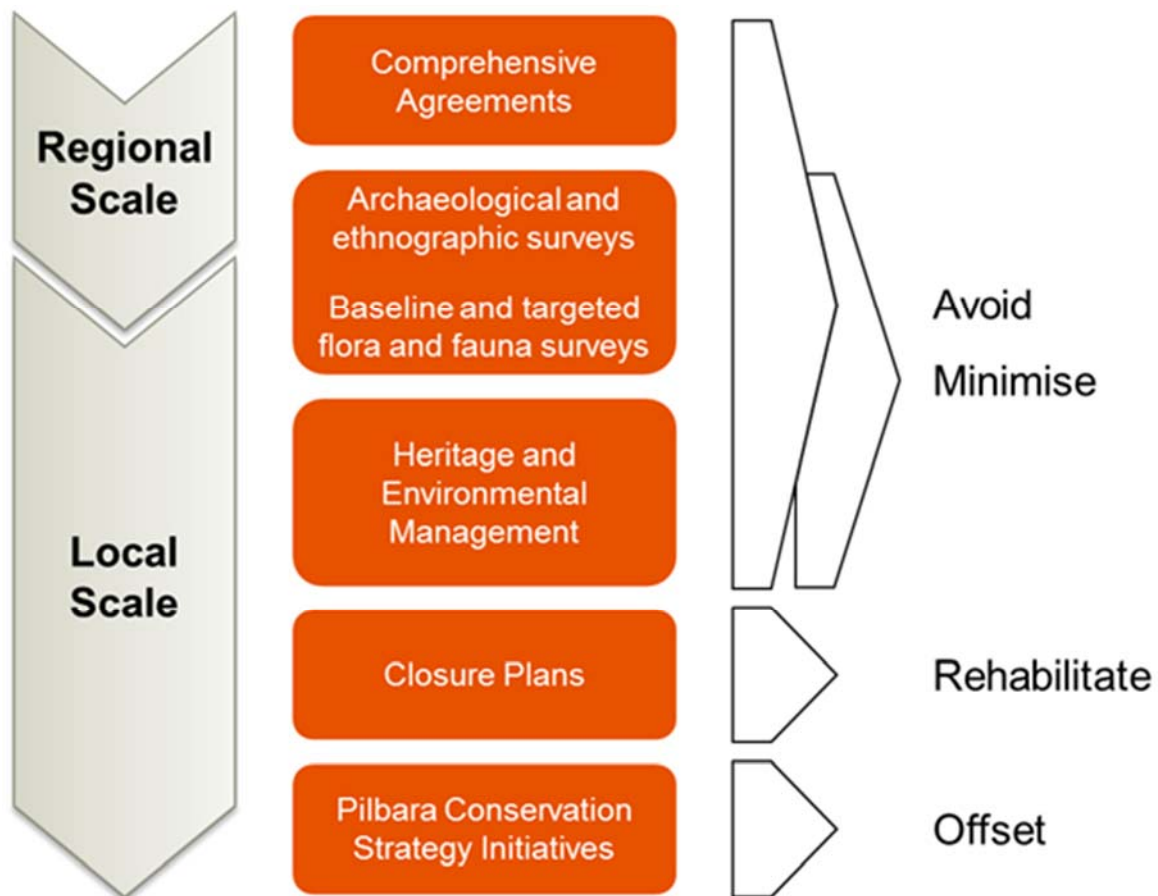 Regional
Scale
Local
Scale
Comprehensive
Agreements
Archaeological and
ethnographic surveys
Baseline and targeted
flora and fauna surveys
Heritage and
Environmental
Management
Closure Plans
Pilbara Conservation
Strategy Initiatives
Avoid
Minimise
Rehabilitate
Offset